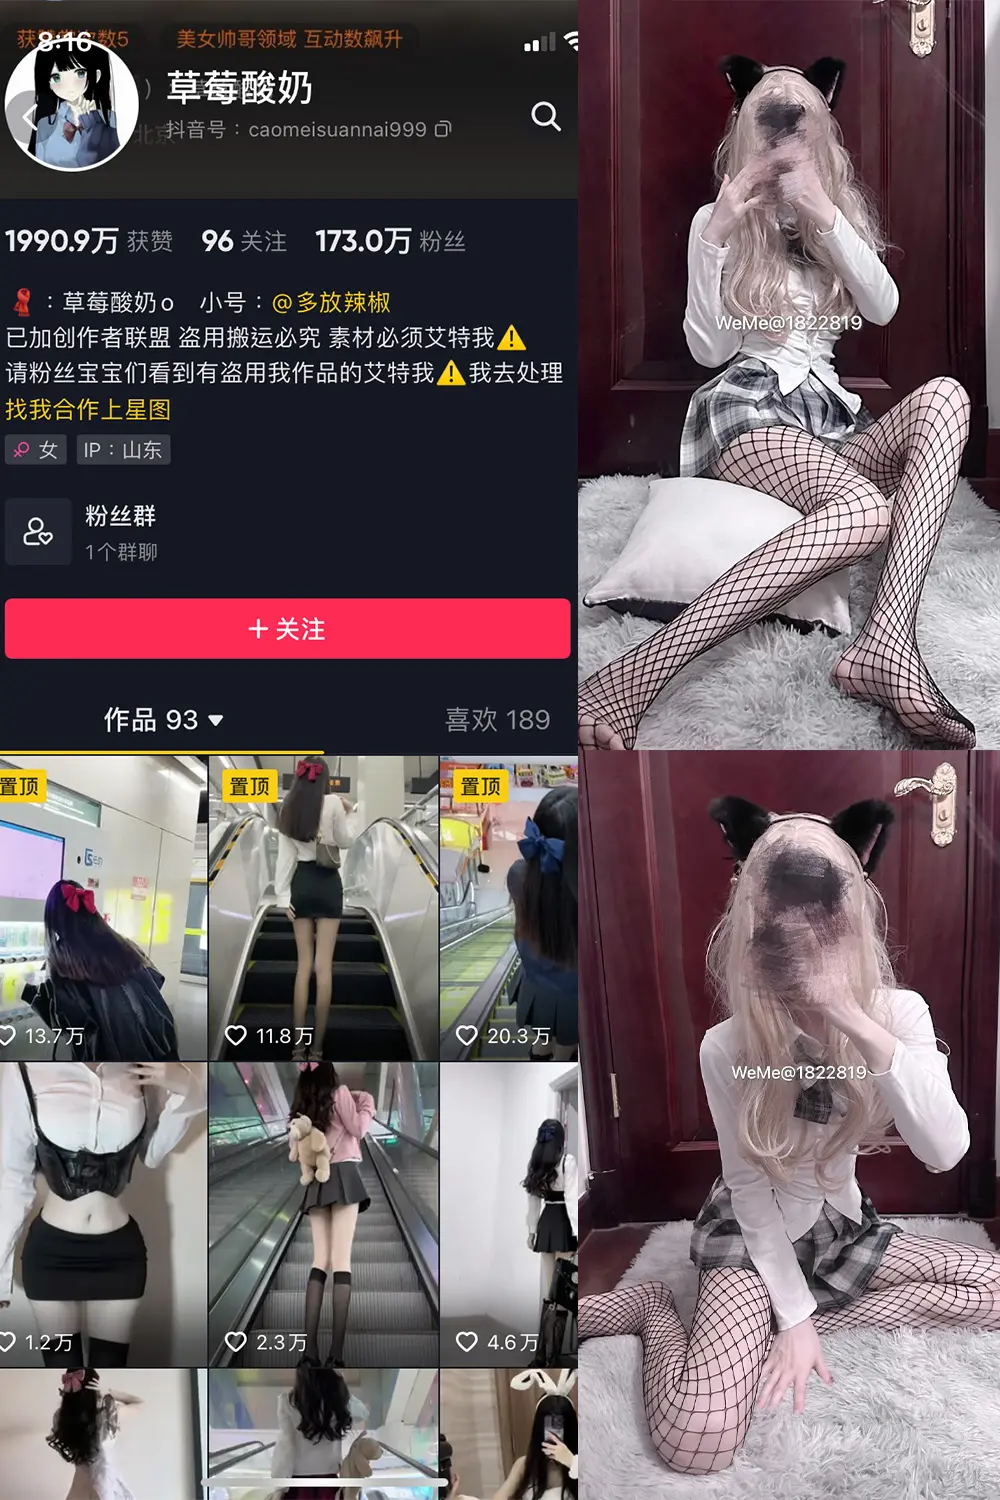 获赞
数5
美女帅哥领域 互动数飙升
8:16
草莓酸奶
抖音号：caomeisuannai999
北京
1990.9万 获赞 96 关注 173.0万 粉丝
：草莓酸奶o 小号：@多放辣椒
已加创作者联盟 盗用搬运必究 素材必须艾特我
请粉丝宝宝们看到有盗用我作品的艾特我 我去处理
找我合作上星图
女 IP：山东
粉丝群
1个群聊
+ 关注
作品 93
喜欢 189
置顶
置顶
置顶
13.7万
11.8万
20.3万
1.2万
2.3万
4.6万
WeMe@1822819
WeMe@1822819